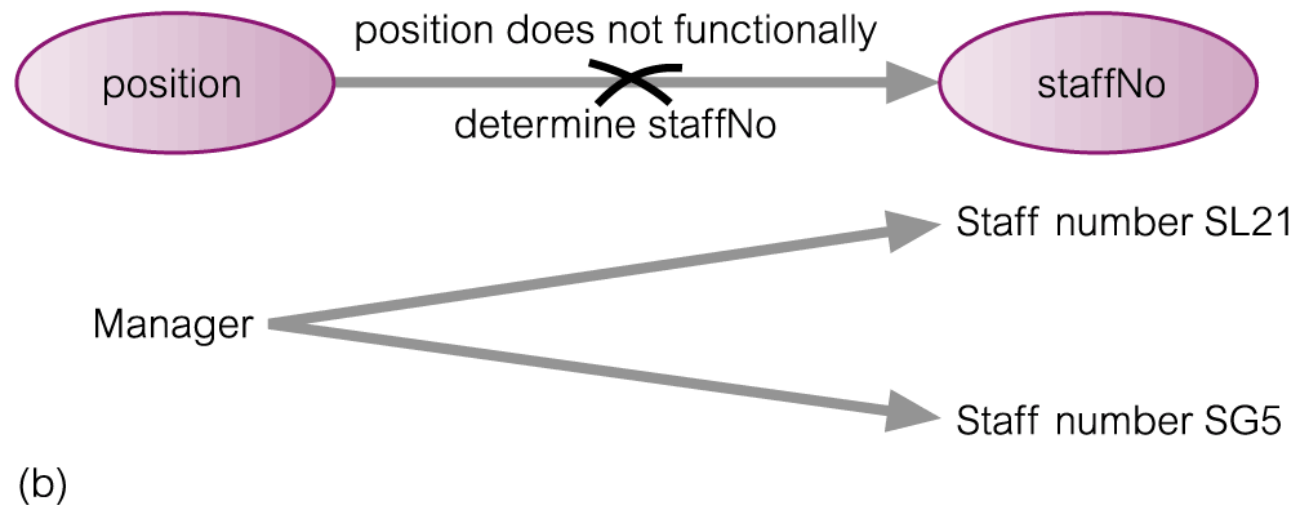 position does not functionally
position
staffNo
determine staffNo
Staff number SL21
Manager
Staff number SG5
(b)